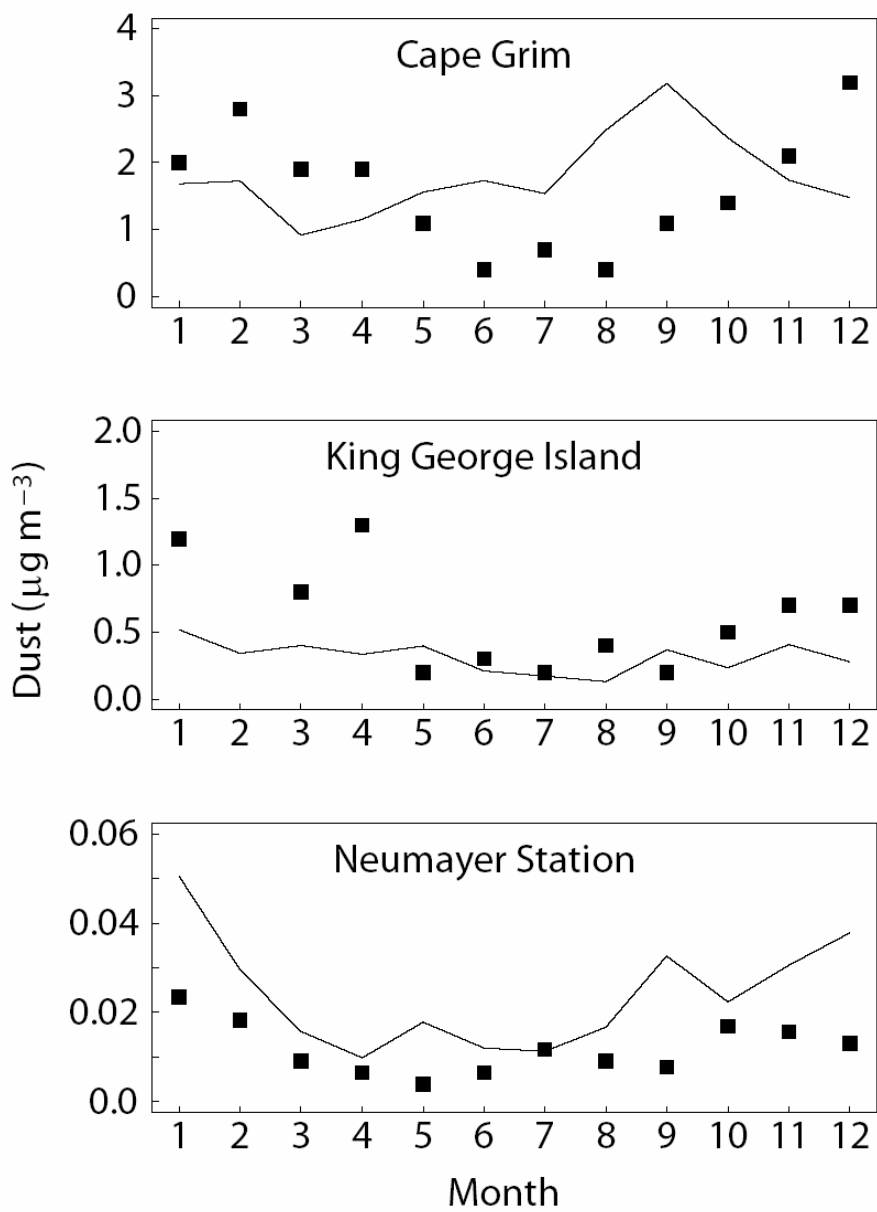 Cape Grim
4
3
2
1
0
1 2 3 4 5 6 7 8 9 10 11 12
King George Island
2.0
1.5
1.0
0.5
0.0
1 2 3 4 5 6 7 8 9 10 11 12
Dust (μg m⁻³)
Neumayer Station
0.06
0.04
0.02
0.0
1 2 3 4 5 6 7 8 9 10 11 12
Month